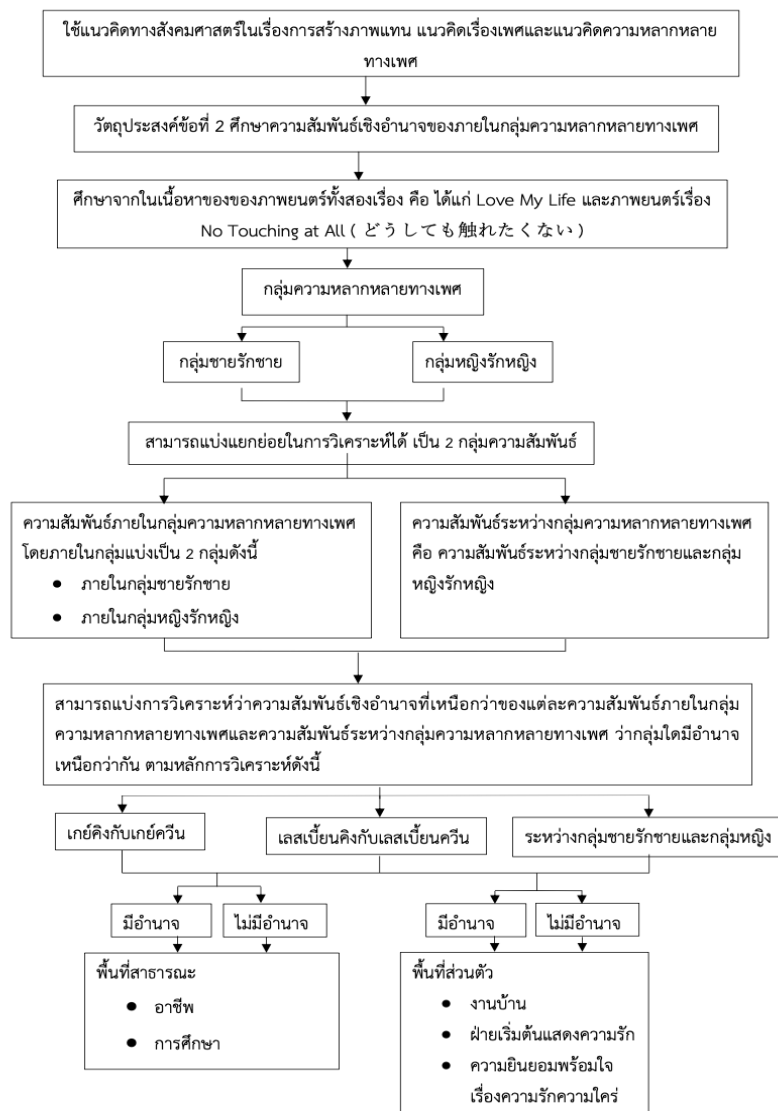 ใช้แนวคิดทางสังคมศาสตร์ในเรื่องการสร้างภาพแทน แนวคิดเรื่องเพศและแนวคิดความหลากหลาย
ทางเพศ
วัตถุประสงค์ข้อที่ 2 ศึกษาความสัมพันธ์เชิงอำนาจของภายในกลุ่มความหลากหลายทางเพศ
ศึกษาจากในเนื้อหาของของภาพยนตร์ทั้งสองเรื่อง คือ ได้แก่ Love My Life และภาพยนตร์เรื่อง
No Touching at All ( どうしても触れたくない )
กลุ่มความหลากหลายทางเพศ
กลุ่มชายรักชาย
กลุ่มหญิงรักหญิง
สามารถแบ่งแยกย่อยในการวิเคราะห์ได้ เป็น 2 กลุ่มความสัมพันธ์
ความสัมพันธ์ภายในกลุ่มความหลากหลายทางเพศ
โดยภายในกลุ่มแบ่งเป็น 2 กลุ่มดังนี้
● ภายในกลุ่มชายรักชาย
● ภายในกลุ่มหญิงรักหญิง
ความสัมพันธ์ระหว่างกลุ่มความหลากหลายทางเพศ
คือ ความสัมพันธ์ระหว่างกลุ่มชายรักชายและกลุ่ม
หญิงรักหญิง
สามารถแบ่งการวิเคราะห์ว่าความสัมพันธ์เชิงอำนาจที่เหนือกว่าของแต่ละความสัมพันธ์ภายในกลุ่ม
ความหลากหลายทางเพศและความสัมพันธ์ระหว่างกลุ่มความหลากหลายทางเพศ ว่ากลุ่มใดมีอำนาจ
เหนือกว่ากัน ตามหลักการวิเคราะห์ดังนี้
เกย์คิงกับเกย์ควีน
เลสเบี้ยนคิงกับเลสเบี้ยนควีน
ระหว่างกลุ่มชายรักชายและกลุ่มหญิง
มีอำนาจ
ไม่มีอำนาจ
มีอำนาจ
ไม่มีอำนาจ
พื้นที่สาธารณะ
● อาชีพ
● การศึกษา
พื้นที่ส่วนตัว
● งานบ้าน
● ฝ่ายเริ่มต้นแสดงความรัก
● ความยินยอมพร้อมใจ
เรื่องความรักความใคร่